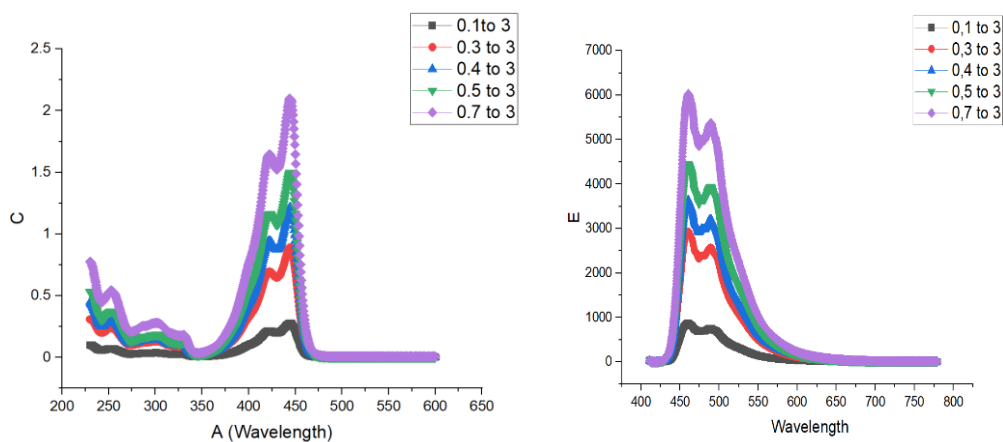 0.1to 3
0.3 to 3
0.4 to 3
0.5 to 3
0.7 to 3
2.5
2
1.5
1
0.5
0
C
200 250 300 350 400 450 500 550 600 650
A (Wavelength)
0,1 to 3
0,3 to 3
0,4 to 3
0,5 to 3
0,7 to 3
7000
6000
5000
4000
3000
2000
1000
0
E
400 450 500 550 600 650 700 750 800
Wavelength